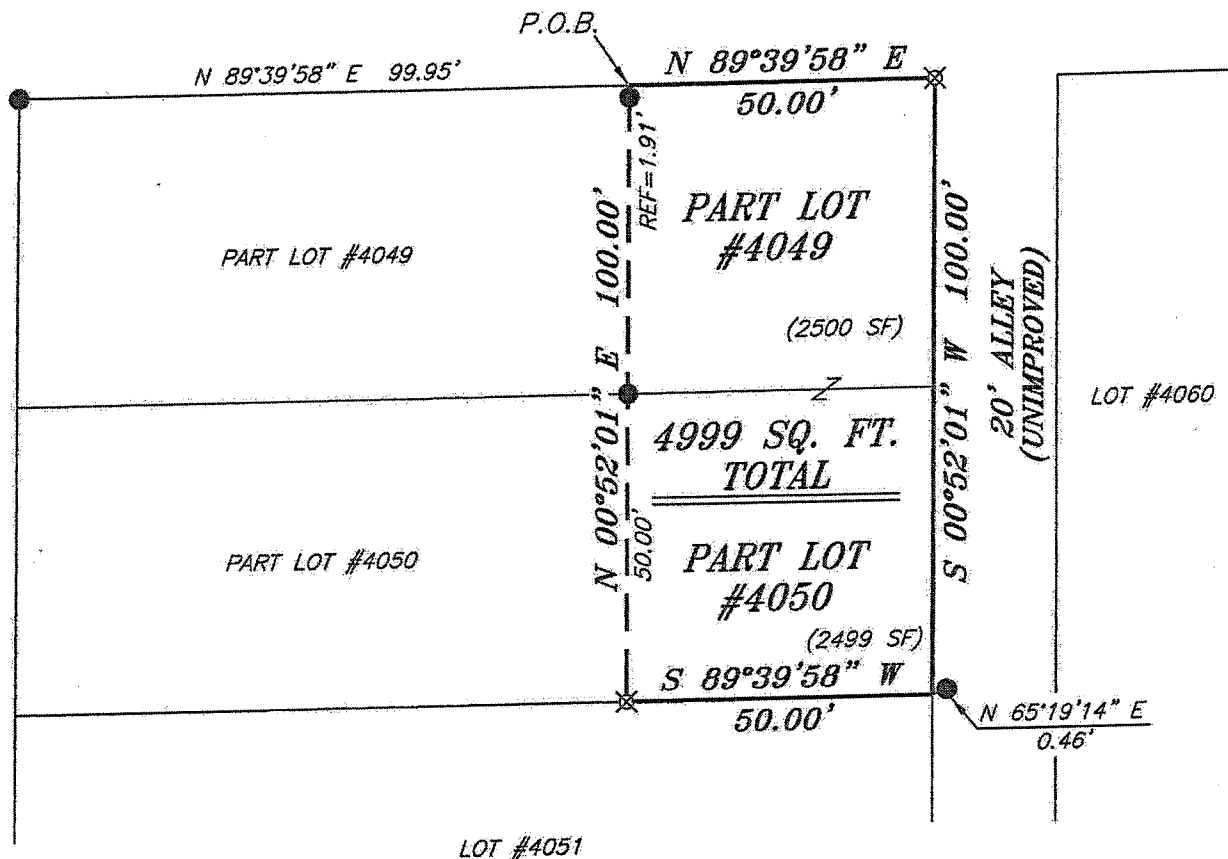 P.O.B.
N 89°39'58" E 99.95'
N 89°39'58" E
50.00'
REF=1.91'
PART LOT
#4049
PART LOT #4049
N 00°52'01" E 100.00'
S 00°52'01" W 100.00'
20' ALLEY
(UNIMPROVED)
(2500 SF)
LOT #4060
4999 SQ. FT.
TOTAL
50.00'
PART LOT #4050
PART LOT
#4050
(2499 SF)
S 89°39'58" W
50.00'
N 65°19'14" E
0.46'
LOT #4051